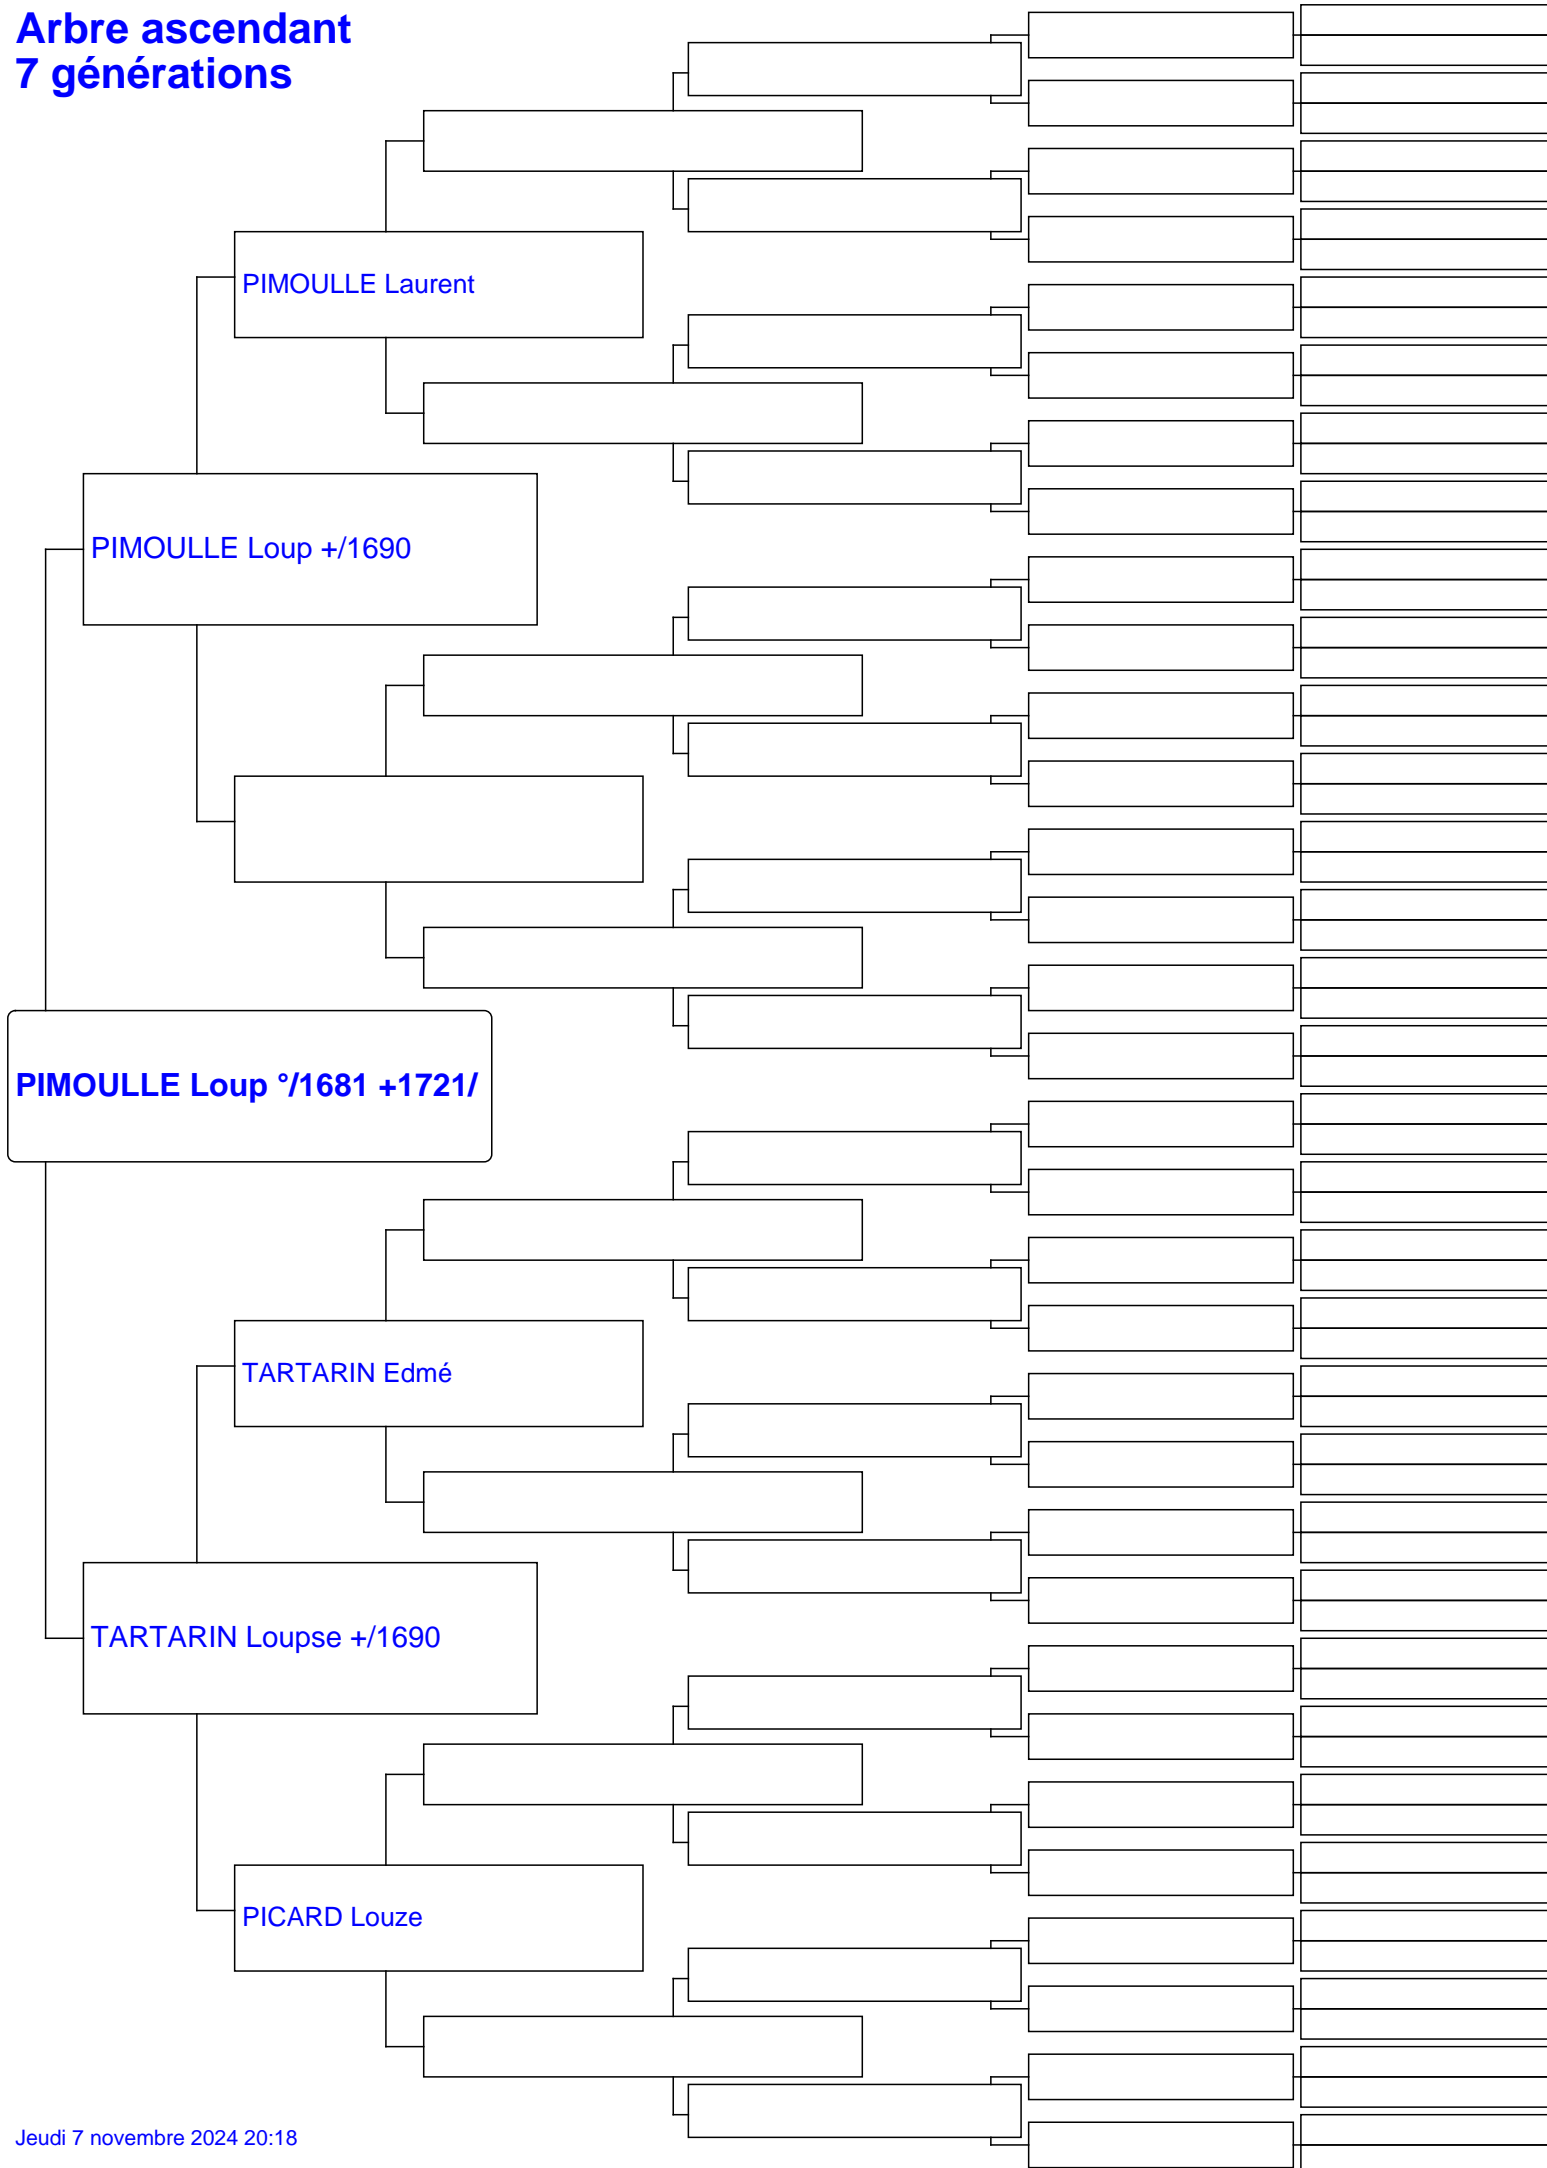 Arbre ascendant
7 générations
PIMOULLE Laurent
PIMOULLE Loup +/1690
PIMOULLE Loup °/1681 +1721/
TARTARIN Edmé
TARTARIN Loupse +/1690
PICARD Louze
Jeudi 7 novembre 2024 20:18